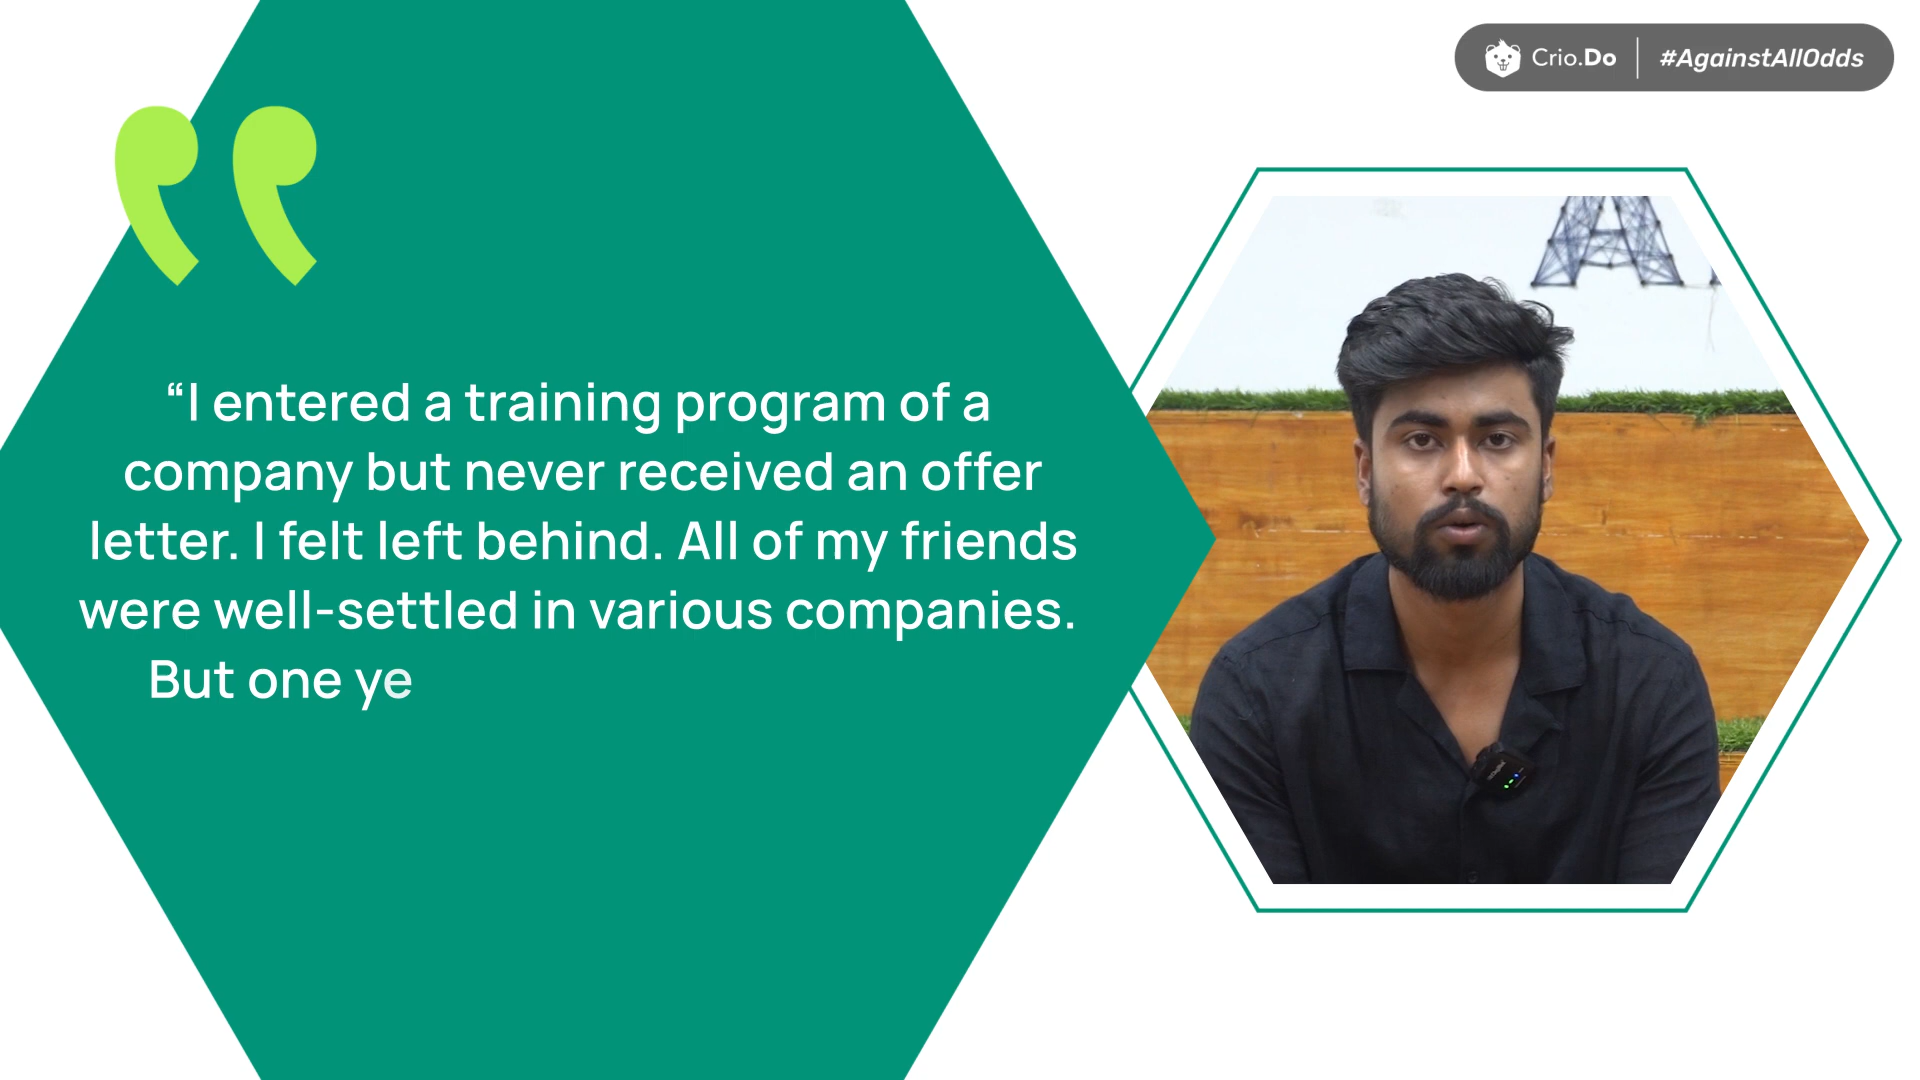 Crio.Do | #AgainstAllOdds
“I entered a training program of a
company but never received an offer
letter. I felt left behind. All of my friends
were well-settled in various companies.
But one ye